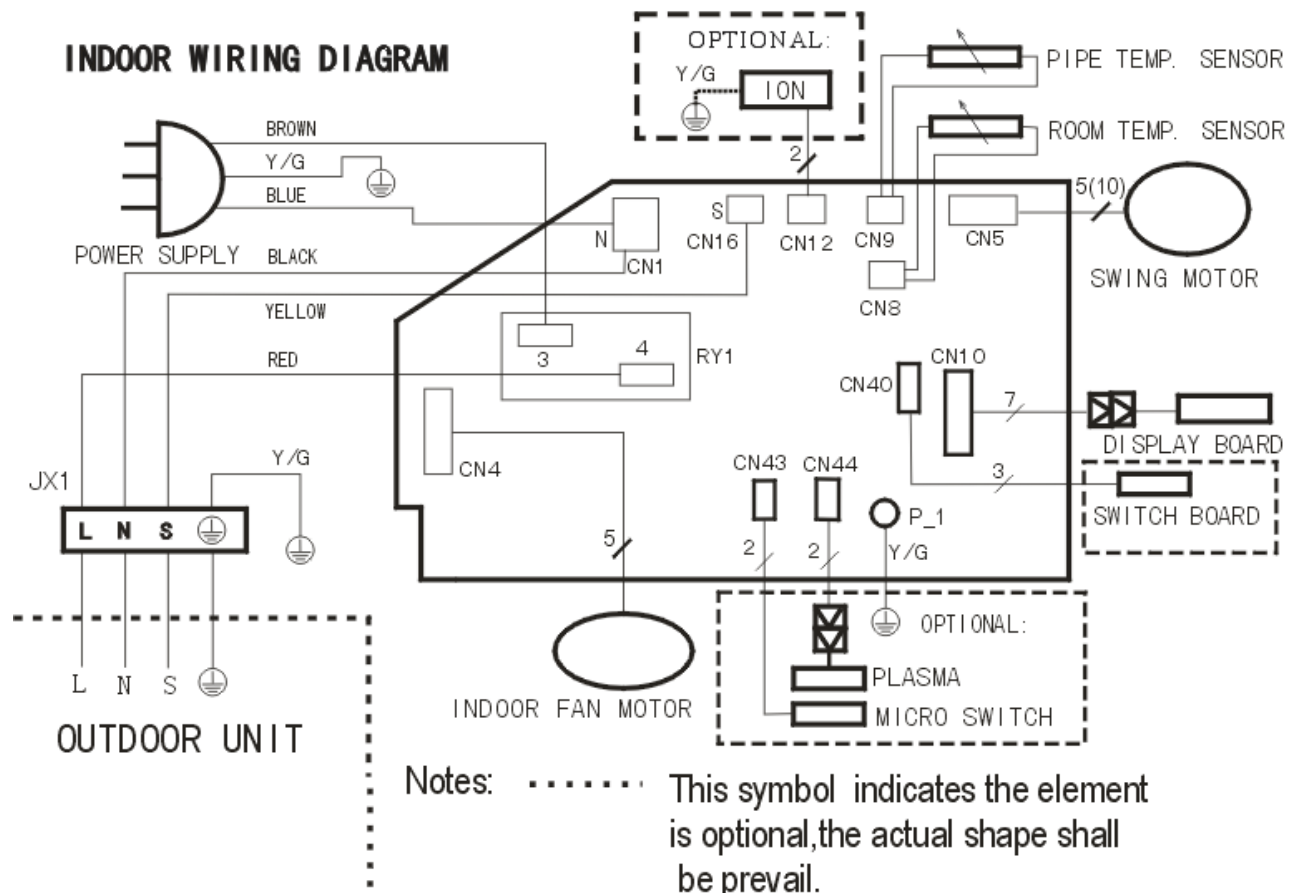 INDOOR WIRING DIAGRAM
OPTIONAL:
Y/G
ION
2
PIPE TEMP. SENSOR
ROOM TEMP. SENSOR
BROWN
Y/G
BLUE
POWER SUPPLY
BLACK
YELLOW
RED
N
CN1
S
CN16
CN12
CN9
CN8
CN5
5(10)
SWING MOTOR
3
4
RY1
CN4
CN40
CN10
7
DISPLAY BOARD
3
SWITCH BOARD
CN43
CN44
P_1
Y/G
2
2
5
INDOOR FAN MOTOR
OPTIONAL:
PLASMA
MICRO SWITCH
Y/G
JX1
L N S
L N S
OUTDOOR UNIT
Notes: This symbol indicates the element
is optional,the actual shape shall
be prevail.